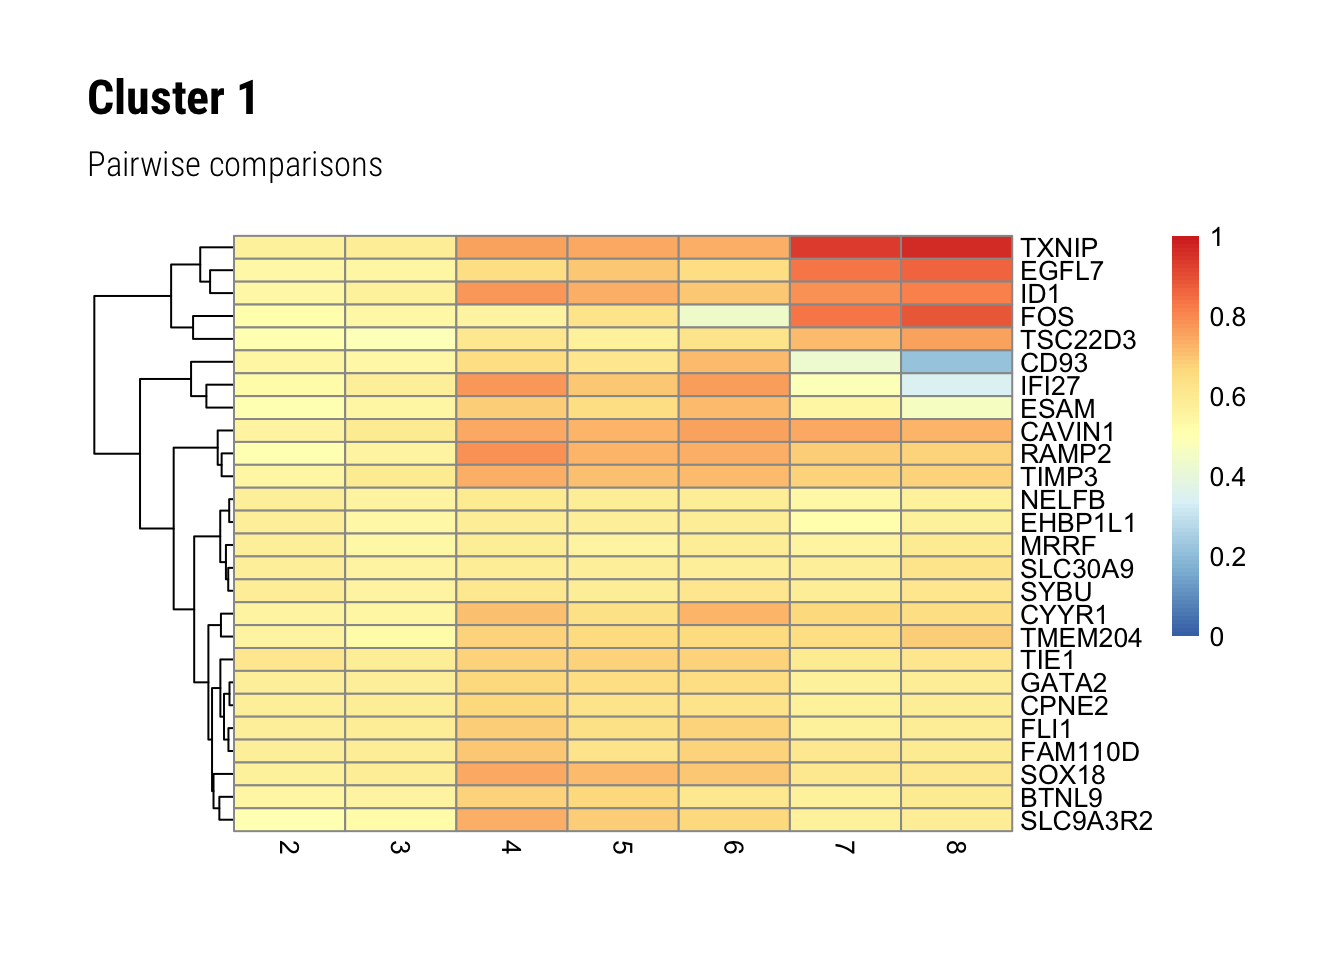 Cluster 1
Pairwise comparisons
TXNIP
EGFL7
ID1
FOS
TSC22D3
CD93
IFI27
ESAM
CAVIN1
RAMP2
TIMP3
NELFB
EHBP1L1
MRRF
SLC30A9
SYBU
CYYR1
TMEM204
TIE1
GATA2
CPNE2
FLI1
FAM110D
SOX18
BTNL9
SLC9A3R2
1
0.8
0.6
0.4
0.2
0
2 3 4 5 6 7 8